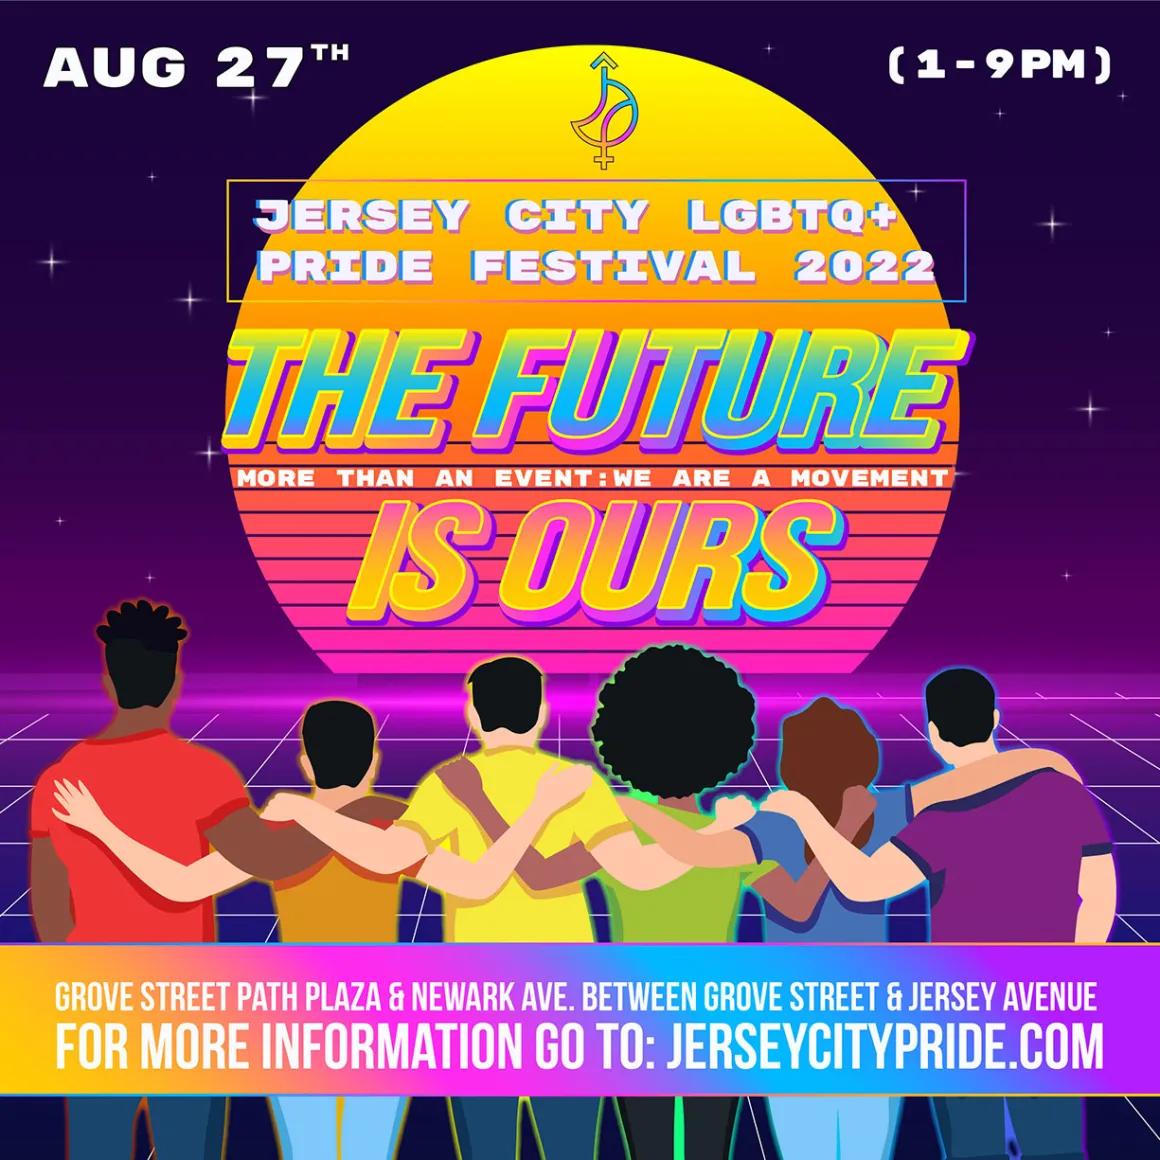 AUG 27TH
(1-9PM)
JERSEY CITY LGBTQ+
PRIDE FESTIVAL 2022
THE FUTURE
MORE THAN AN EVENT:WE ARE A MOVEMENT
IS OURS
GROVE STREET PATH PLAZA & NEWARK AVE. BETWEEN GROVE STREET & JERSEY AVENUE
FOR MORE INFORMATION GO TO: JERSEYCITYPRIDE.COM